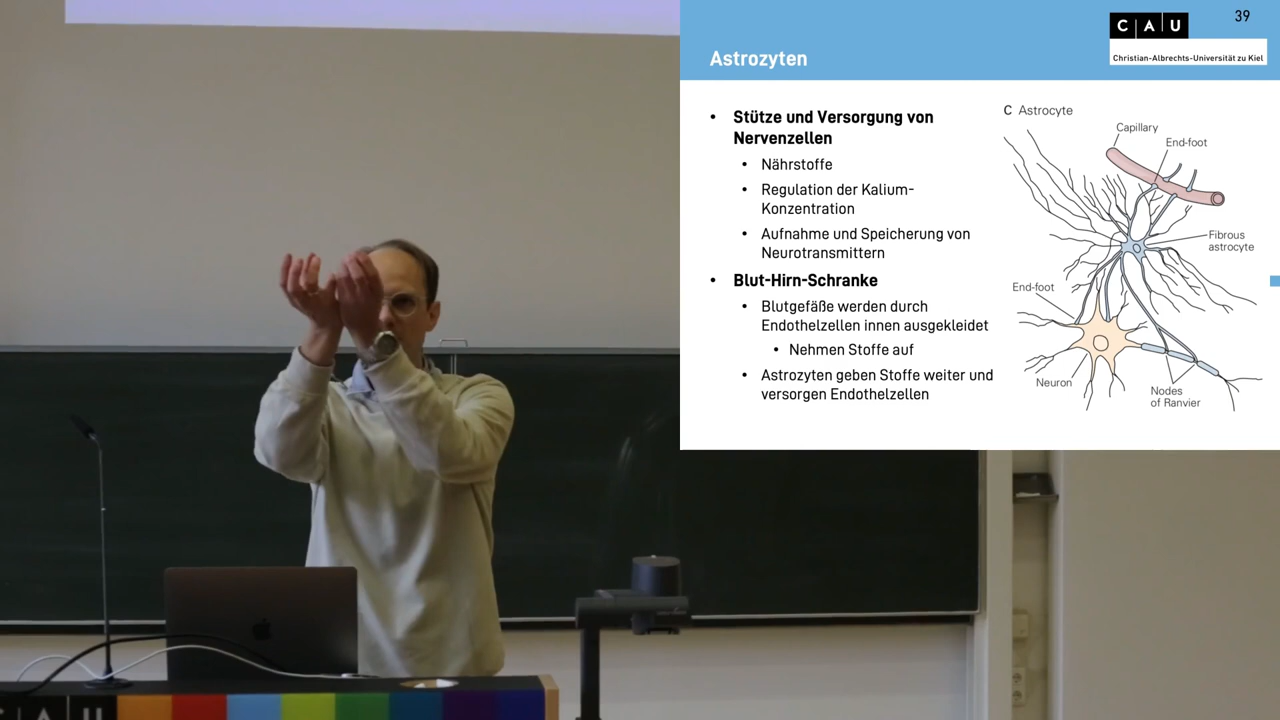 39
C A U
Christian-Albrechts-Universität zu Kiel
Astrozyten
• Stütze und Versorgung von
Nervenzellen
• Nährstoffe
• Regulation der Kalium-
Konzentration
• Aufnahme und Speicherung von
Neurotransmittern
• Blut-Hirn-Schranke
• Blutgefäße werden durch
Endothelzellen innen ausgekleidet
• Nehmen Stoffe auf
• Astrozyten geben Stoffe weiter und
versorgen Endothelzellen
C Astrocyte
Capillary
End-foot
Fibrous
astrocyte
End-foot
Neuron
Nodes
of Ranvier
C A U